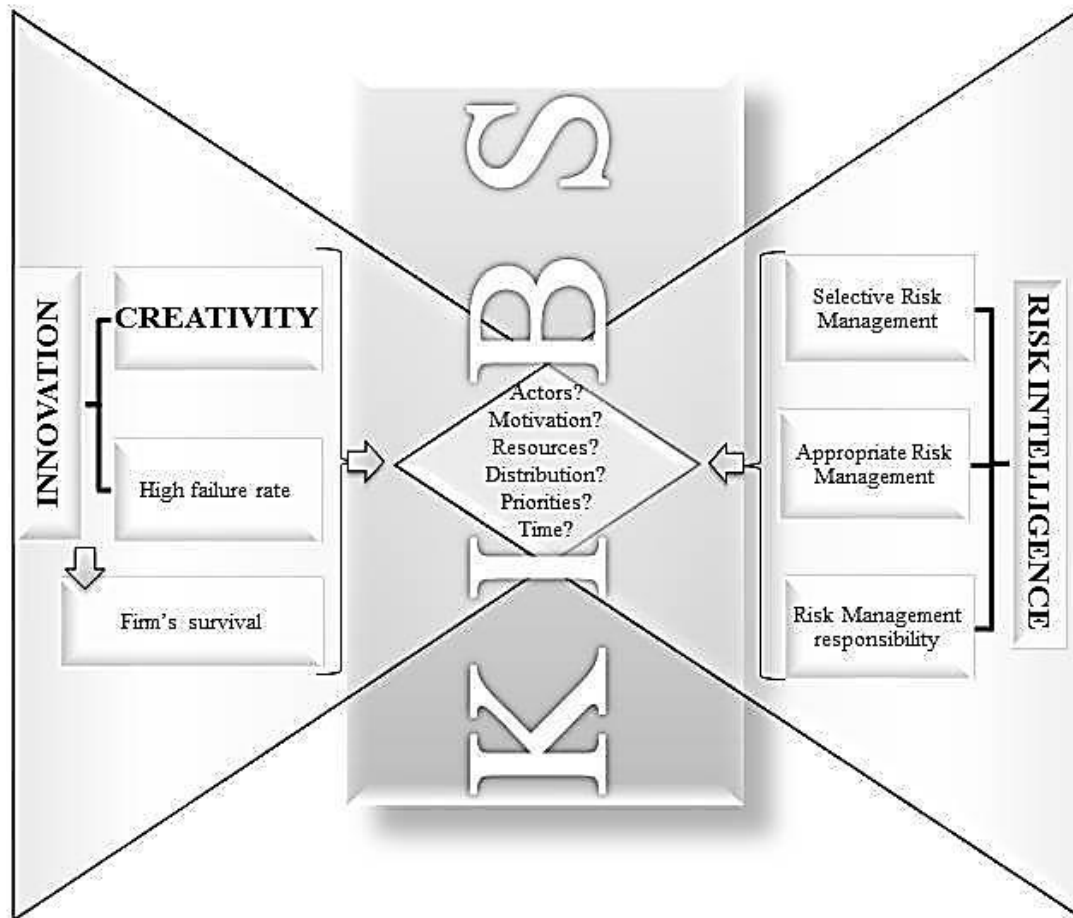 INNOVATION
CREATIVITY
High failure rate
Firm's survival
KIBS
Actors?
Motivation?
Resources?
Distribution?
Priorities?
Time?
Selective Risk
Management
Appropriate Risk
Management
Risk Management
responsibility
RISK INTELLIGENCE